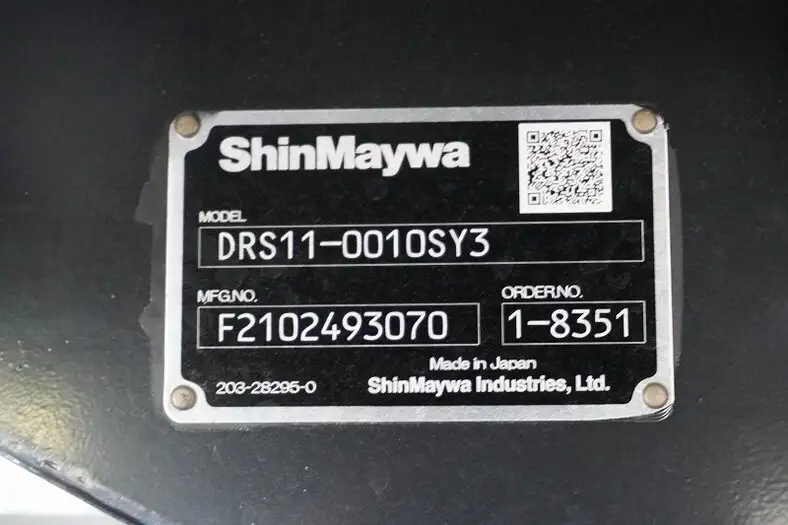 ShinMaywa
MODEL
DRS11-0010SY3
MFG.NO. ORDER.NO.
F2102493070 1-8351
Made in Japan
203-28295-0 ShinMaywa Industries, Ltd.